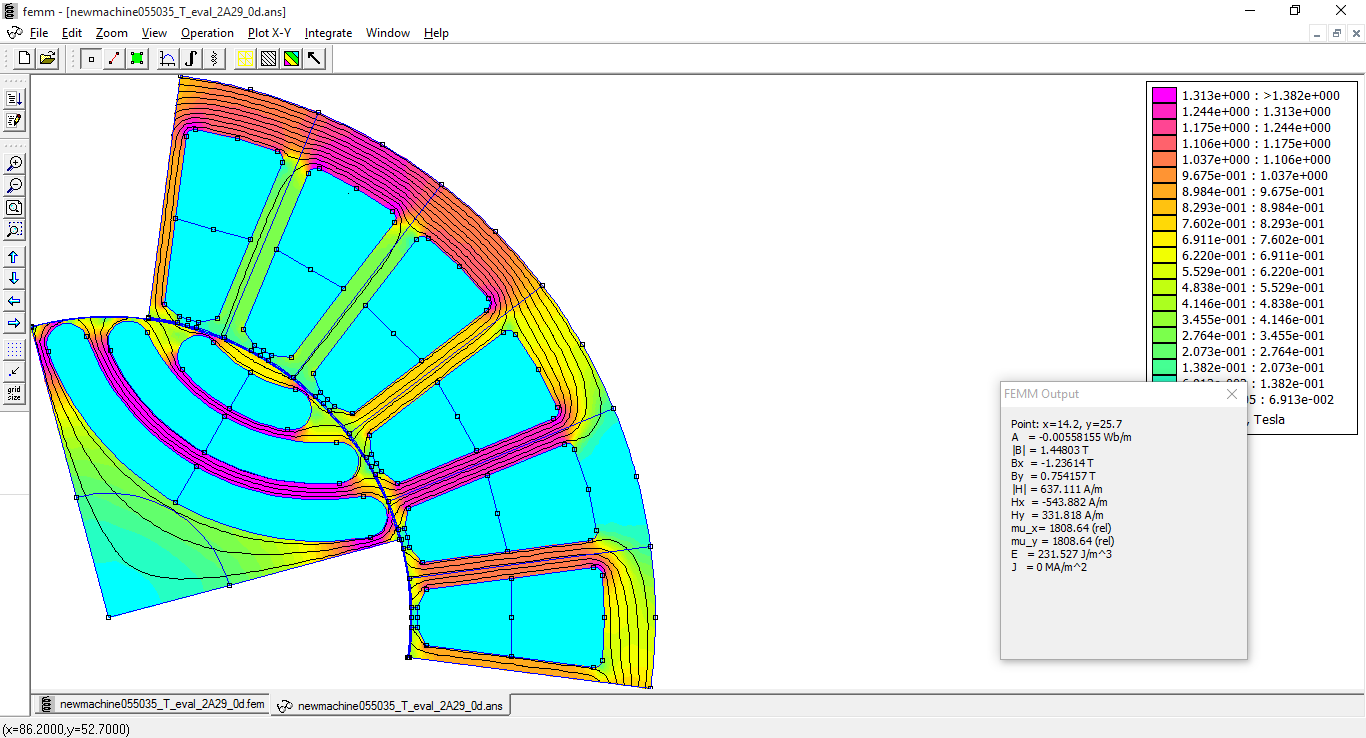 femm - [newmachine055035_T_eval_2A29_0d.ans]
File Edit Zoom View Operation Plot X-Y Integrate Window Help
grid
size
1.313e+000 : >1.382e+000
1.244e+000 : 1.313e+000
1.175e+000 : 1.244e+000
1.106e+000 : 1.175e+000
1.037e+000 : 1.106e+000
9.675e-001 : 1.037e+000
8.984e-001 : 9.675e-001
8.293e-001 : 8.984e-001
7.602e-001 : 8.293e-001
6.911e-001 : 7.602e-001
6.220e-001 : 6.911e-001
5.529e-001 : 6.220e-001
4.838e-001 : 5.529e-001
4.146e-001 : 4.838e-001
3.455e-001 : 4.146e-001
2.764e-001 : 3.455e-001
2.073e-001 : 2.764e-001
1.382e-001 : 2.073e-001
: 1.382e-001
: 6.913e-002
, Tesla
FEMM Output
Point: x=14.2, y=25.7
A = -0.00558155 Wb/m
|B| = 1.44803 T
Bx = -1.23614 T
By = 0.754157 T
|H| = 637.111 A/m
Hx = -543.882 A/m
Hy = 331.818 A/m
mu_x= 1808.64 (rel)
mu_y = 1808.64 (rel)
E = 231.527 J/m^3
J = 0 MA/m^2
newmachine055035_T_eval_2A29_0d.fem newmachine055035_T_eval_2A29_0d.ans
(x=86.2000,y=52.7000)